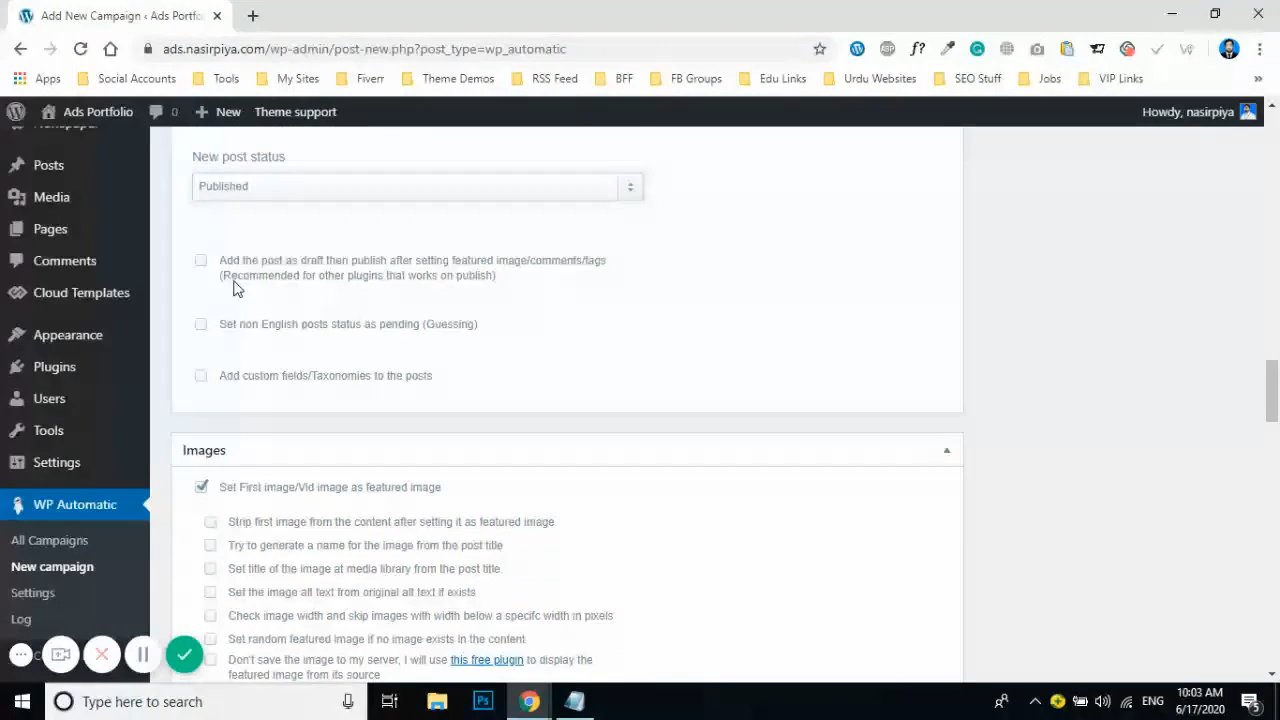 Add New Campaign ‹ Ads Portfo
ads.nasirpiya.com/wp-admin/post-new.php?post_type=wp_automatic
Apps
Social Accounts
Tools
My Sites
Fiverr
Theme Demos
RSS Feed
BFF
FB Groups
Edu Links
Urdu Websites
SEO Stuff
Jobs
VIP Links
»
Ads Portfolio
0
New
Theme support
Howdy, nasirpiya
Posts
Media
Pages
Comments
Cloud Templates
Appearance
Plugins
Users
Tools
Settings
WP Automatic
All Campaigns
New campaign
Settings
Log
New post status
Published
Add the post as draft then publish after setting featured image/comments/tags
(Recommended for other plugins that works on publish)
Set non English posts status as pending (Guessing)
Add custom fields/Taxonomies to the posts
Images
Set First image/Vid image as featured image
Strip first image from the content after setting it as featured image
Try to generate a name for the image from the post title
Set title of the image at media library from the post title.
Set the image alt text from original alt text if exists
Check image width and skip images with width below a specifc width in pixels
Set random featured image if no image exists in the content
Don't save the image to my server, I will use this free plugin to display the
featured image from its source
Type here to search
Ps
ENG
10:03 AM
6/17/2020
5